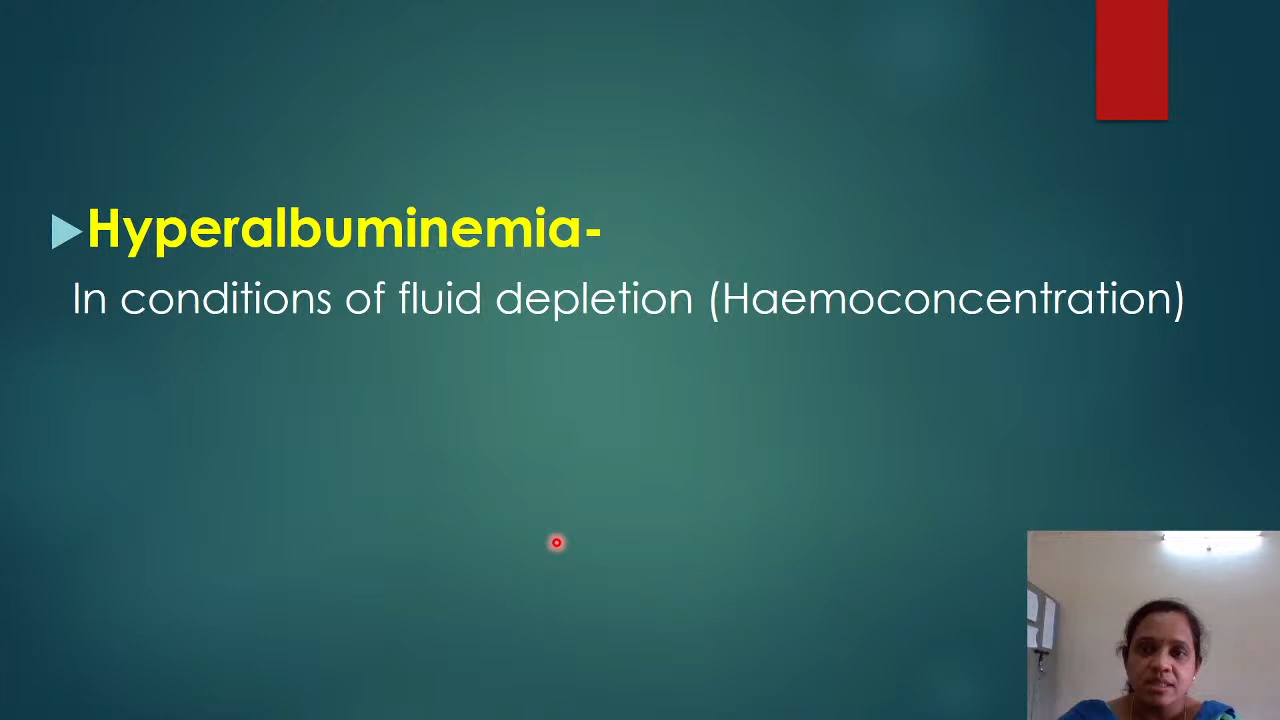 Hyperalbuminemia-
In conditions of fluid depletion (Haemoconcentration)